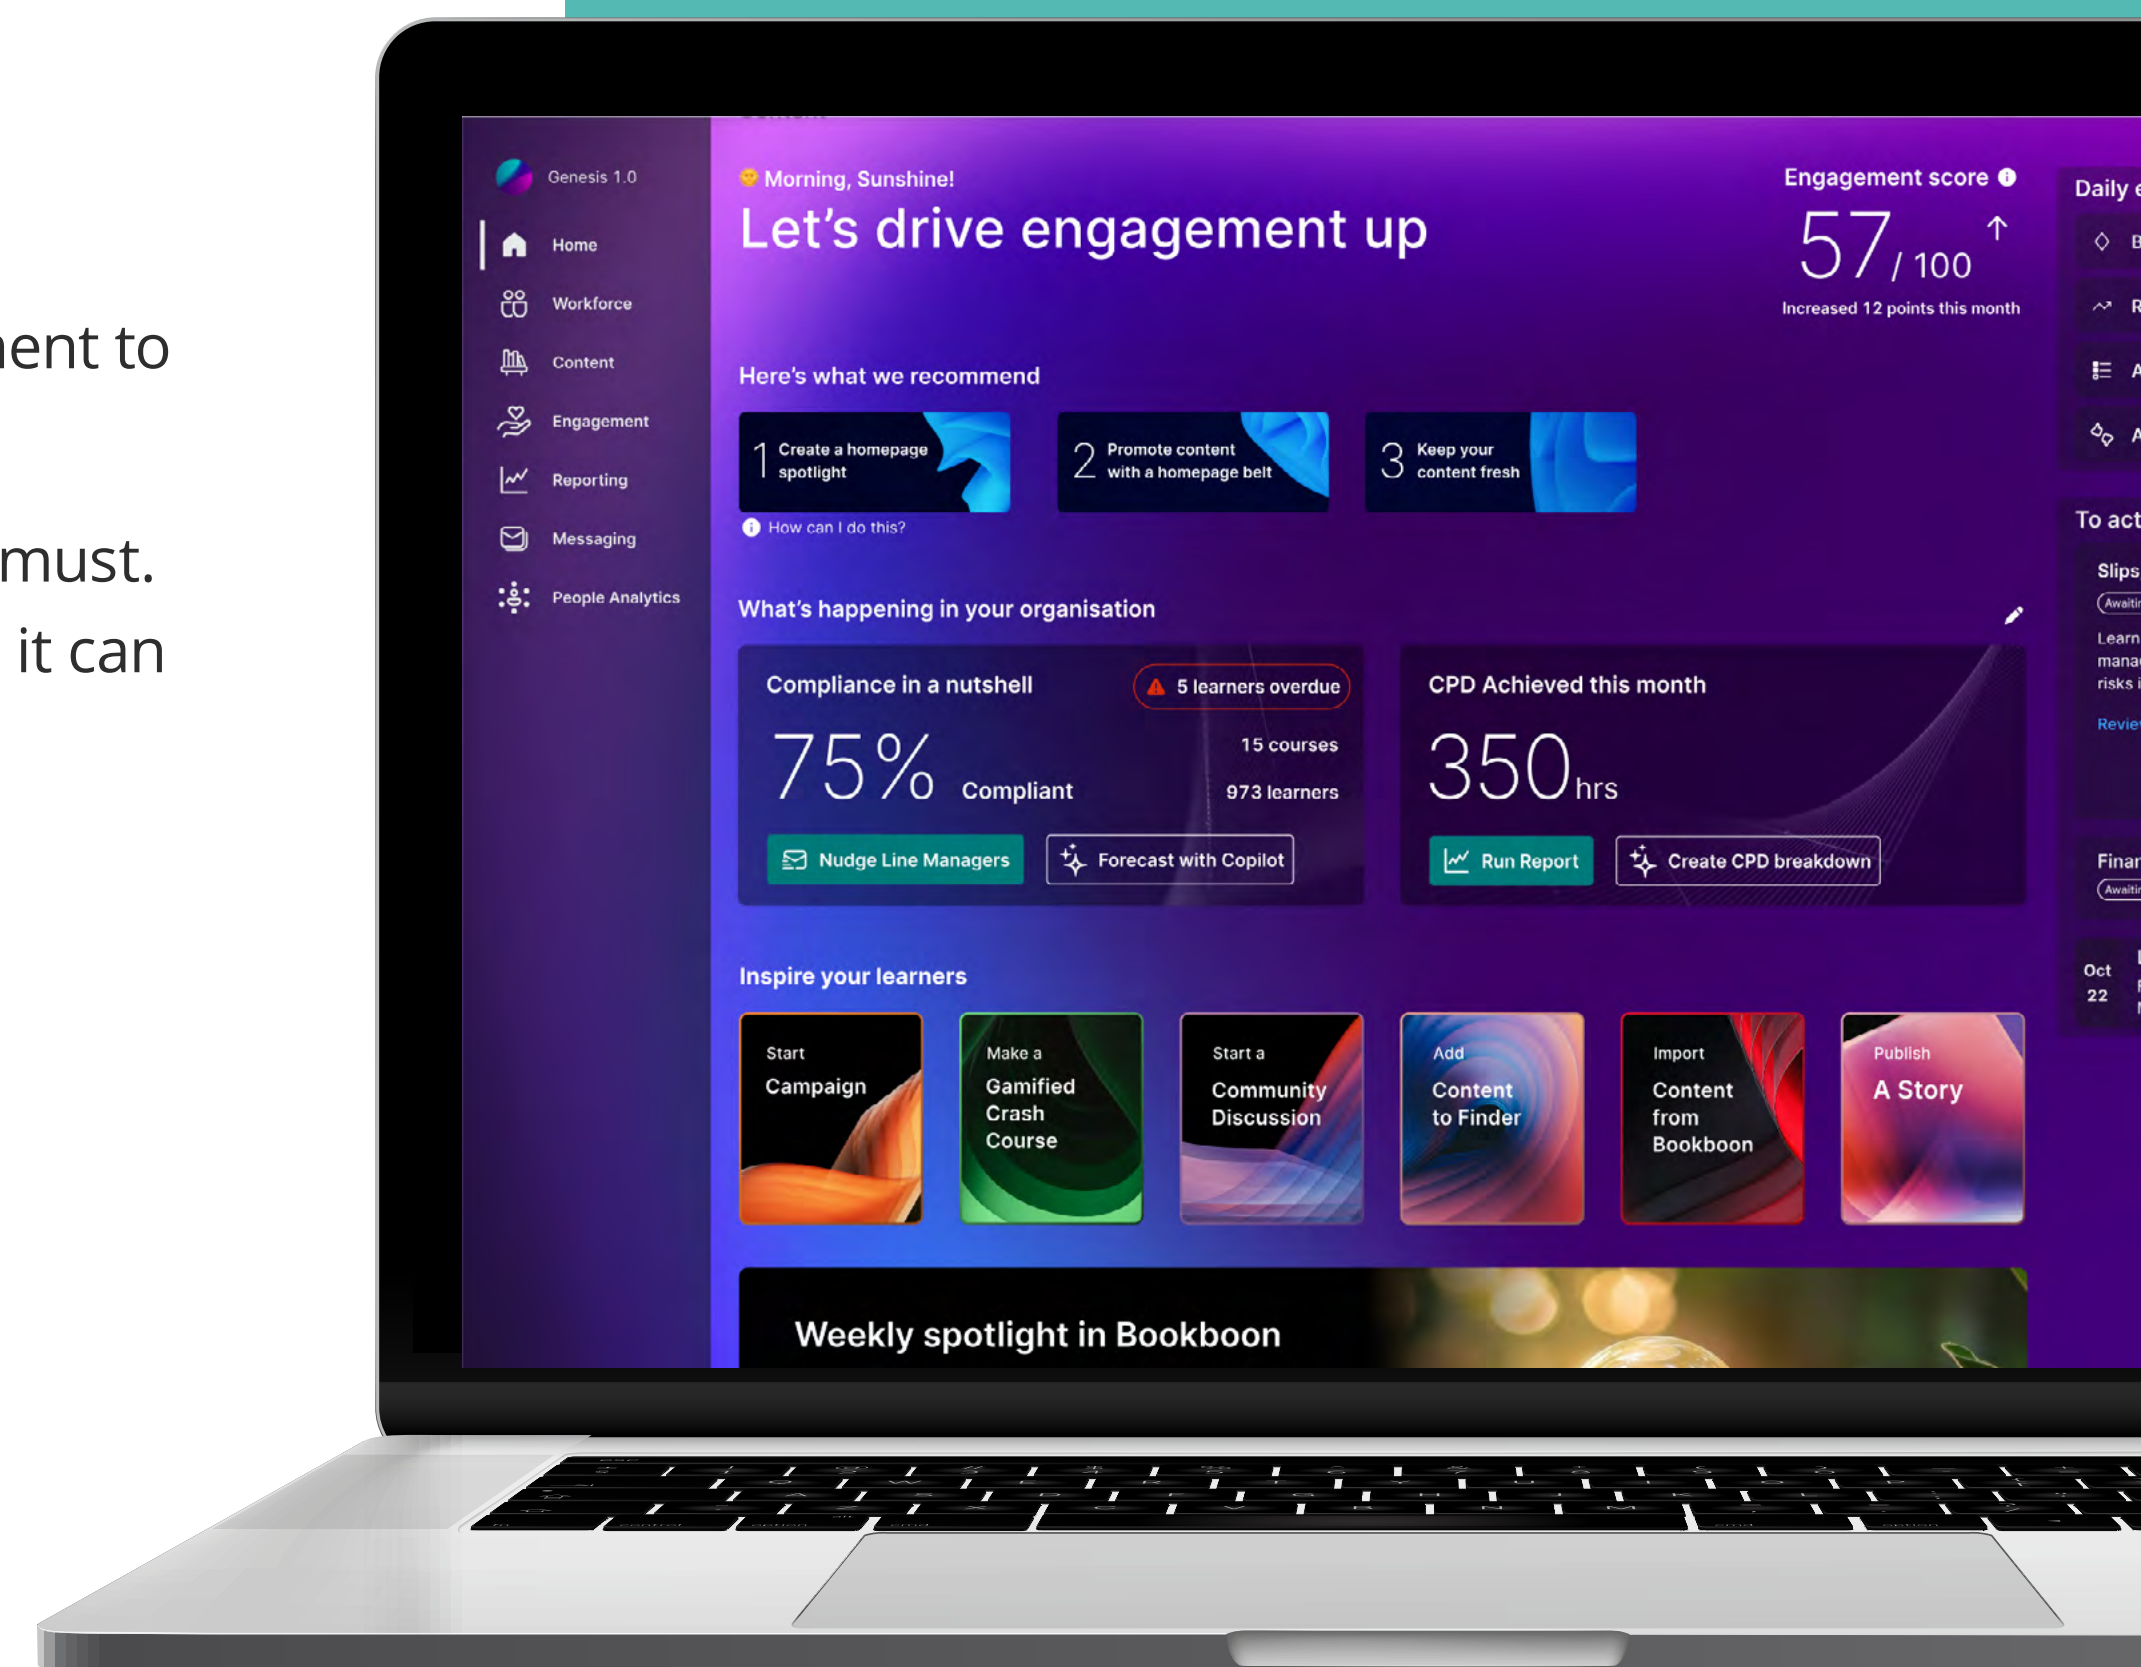 ent to
must.
it can
Genesis 1.0
Home
Workforce
Content
Engagement
Reporting
Messaging
People Analytics
🌞 Morning, Sunshine!
Let's drive engagement up
Engagement score
57/ 100 ↑
Increased 12 points this month
Here's what we recommend
1 Create a homepage
spotlight
2 Promote content
with a homepage belt
3 Keep your
content fresh
How can I do this?
What's happening in your organisation
Compliance in a nutshell
5 learners overdue
75% Compliant
15 courses
973 learners
Nudge Line Managers
Forecast with Copilot
CPD Achieved this month
350hrs
Run Report
Create CPD breakdown
Inspire your learners
Start
Campaign
Make a
Gamified
Crash
Course
Start a
Community
Discussion
Add
Content
to Finder
Import
Content
from
Bookboon
Publish
A Story
Weekly spotlight in Bookboon
Daily
To act
Slips
Learn
risks
Oct
22